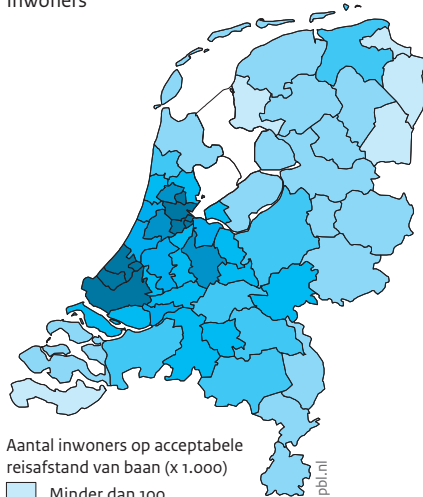 Inwoners
Aantal inwoners op acceptabele
reisafstand van baan (x 1.000)
Minder dan 100
pbl.nl